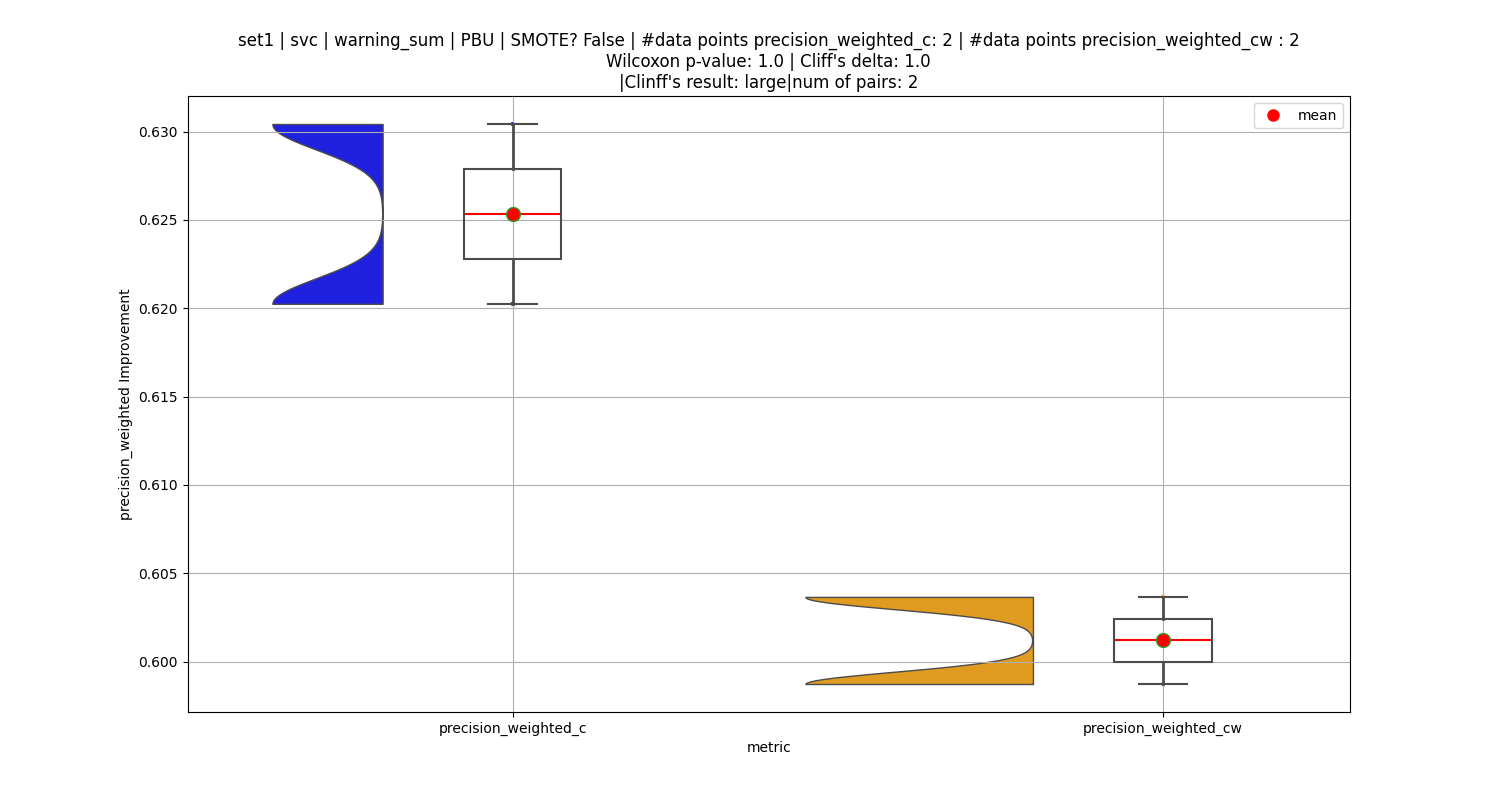 set1 | svc | warning_sum | PBU | SMOTE? False | #data points precision_weighted_c: 2 | #data points precision_weighted_cw : 2
Wilcoxon p-value: 1.0 | Cliff's delta: 1.0
|Clinff's result: large|num of pairs: 2
mean
0.630
0.625
0.620
0.615
0.610
0.605
0.600
precision_weighted Improvement
precision_weighted_c
precision_weighted_cw
metric